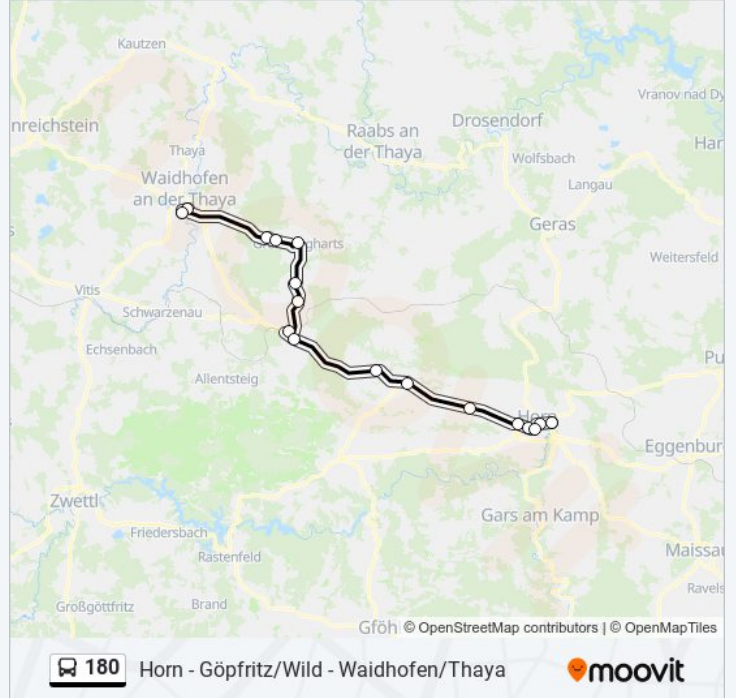 Kautzen
Vranov nad Dy
nreichstein
Raabs an
der Thaya
Drosendorf
Har
Thaya
Wolfsbach
Waidhofen
an der Thaya
Langau
Geras
Weitersfeld
Vitis
Schwarzenau
Echsenbach
Pu
Allentsteig
Horn
Eggenbur
Zwettl
Gars am Kamp
Friedersbach
Rastenfeld
Maissau
Ravels
Großgöttfritz
Brand
Gföh
© OpenStreetMap contributors | © OpenMapTiles
180 Horn - Göpfritz/Wild - Waidhofen/Thaya
moovit